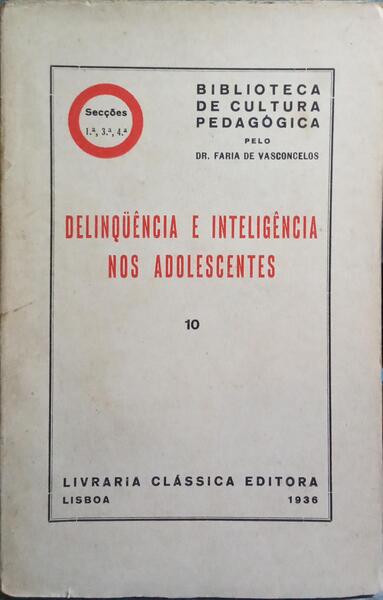 Secções
1.ª, 3.ª, 4.ª
BIBLIOTECA
DE CULTURA
PEDAGÓGICA
PELO
DR. FARIA DE VASCONCELOS
DELINQÜÊNCIA E INTELIGÊNCIA
NOS ADOLESCENTES
10
LIVRARIA CLÁSSICA EDITORA
LISBOA 1936